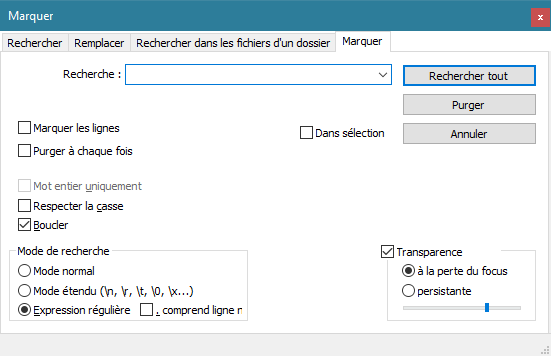 Marquer
Rechercher Remplacer Rechercher dans les fichiers d'un dossier Marquer
Recherche :
Rechercher tout
Purger
Marquer les lignes
Dans sélection
Annuler
Purger à chaque fois
Mot entier uniquement
Respecter la casse
Boucler
Mode de recherche
Transparence
Mode normal
à la perte du focus
Mode étendu (\n, \r, \t, \0, \x...)
persistante
Expression régulière . comprend ligne